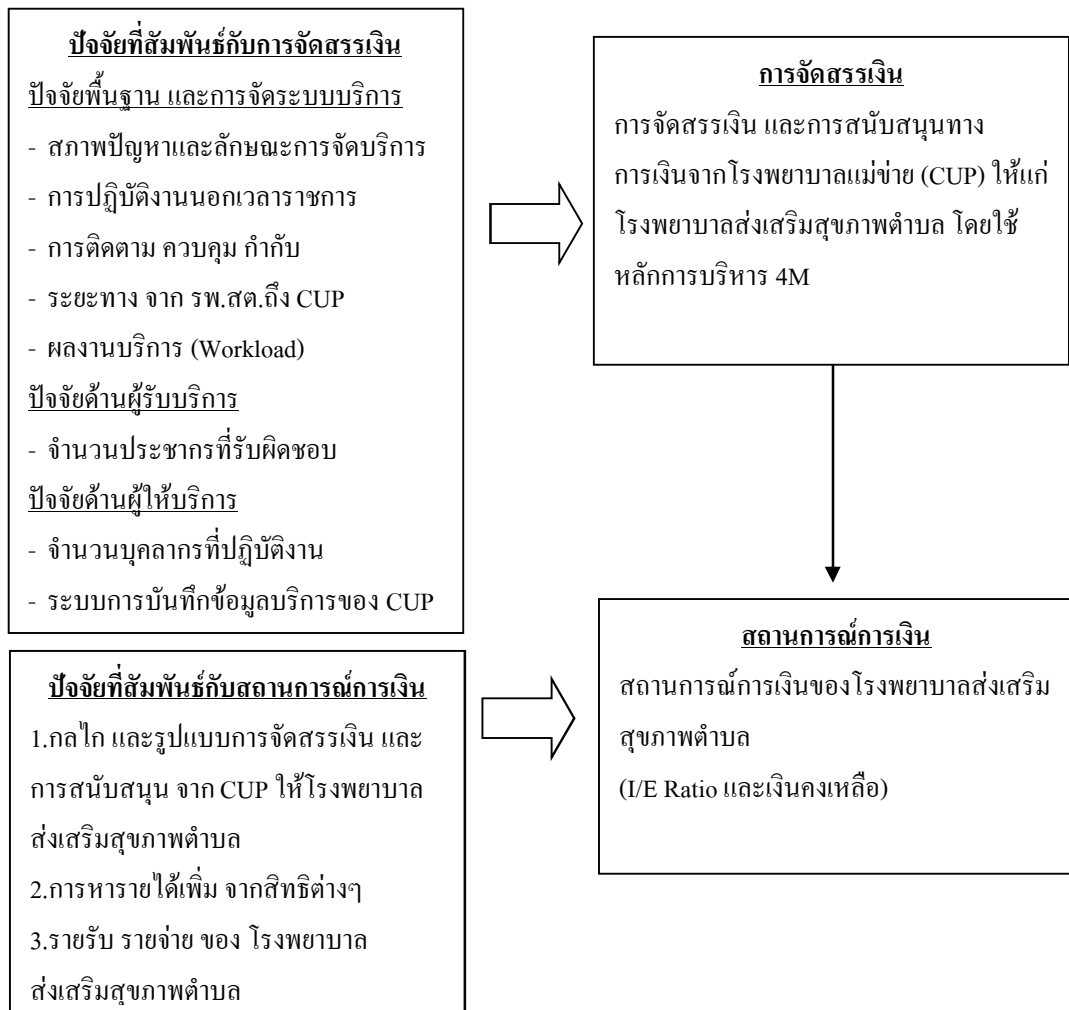 ปัจจัยที่สัมพันธ์กับการจัดสรรเงิน
ปัจจัยพื้นฐาน และการจัดระบบบริการ
- สภาพปัญหาและลักษณะการจัดบริการ
- การปฏิบัติงานนอกเวลาราชการ
- การติดตาม ควบคุม กำกับ
- ระยะทาง จาก รพ.สต.ถึง CUP
- ผลงานบริการ (Workload)
ปัจจัยด้านผู้รับบริการ
- จำนวนประชากรที่รับผิดชอบ
ปัจจัยด้านผู้ให้บริการ
- จำนวนบุคลากรที่ปฏิบัติงาน
- ระบบการบันทึกข้อมูลบริการของ CUP
การจัดสรรเงิน
การจัดสรรเงิน และการสนับสนุนทาง
การเงินจากโรงพยาบาลแม่ข่าย (CUP) ให้แก่
โรงพยาบาลส่งเสริมสุขภาพตำบล โดยใช้
หลักการบริหาร 4M
ปัจจัยที่สัมพันธ์กับสถานการณ์การเงิน
1.กลไก และรูปแบบการจัดสรรเงิน และ
การสนับสนุน จาก CUP ให้โรงพยาบาล
ส่งเสริมสุขภาพตำบล
2.การหารายได้เพิ่ม จากสิทธิต่างๆ
3.รายรับ รายจ่าย ของ โรงพยาบาล
ส่งเสริมสุขภาพตำบล
สถานการณ์การเงิน
สถานการณ์การเงินของโรงพยาบาลส่งเสริม
สุขภาพตำบล
(I/E Ratio และเงินคงเหลือ)